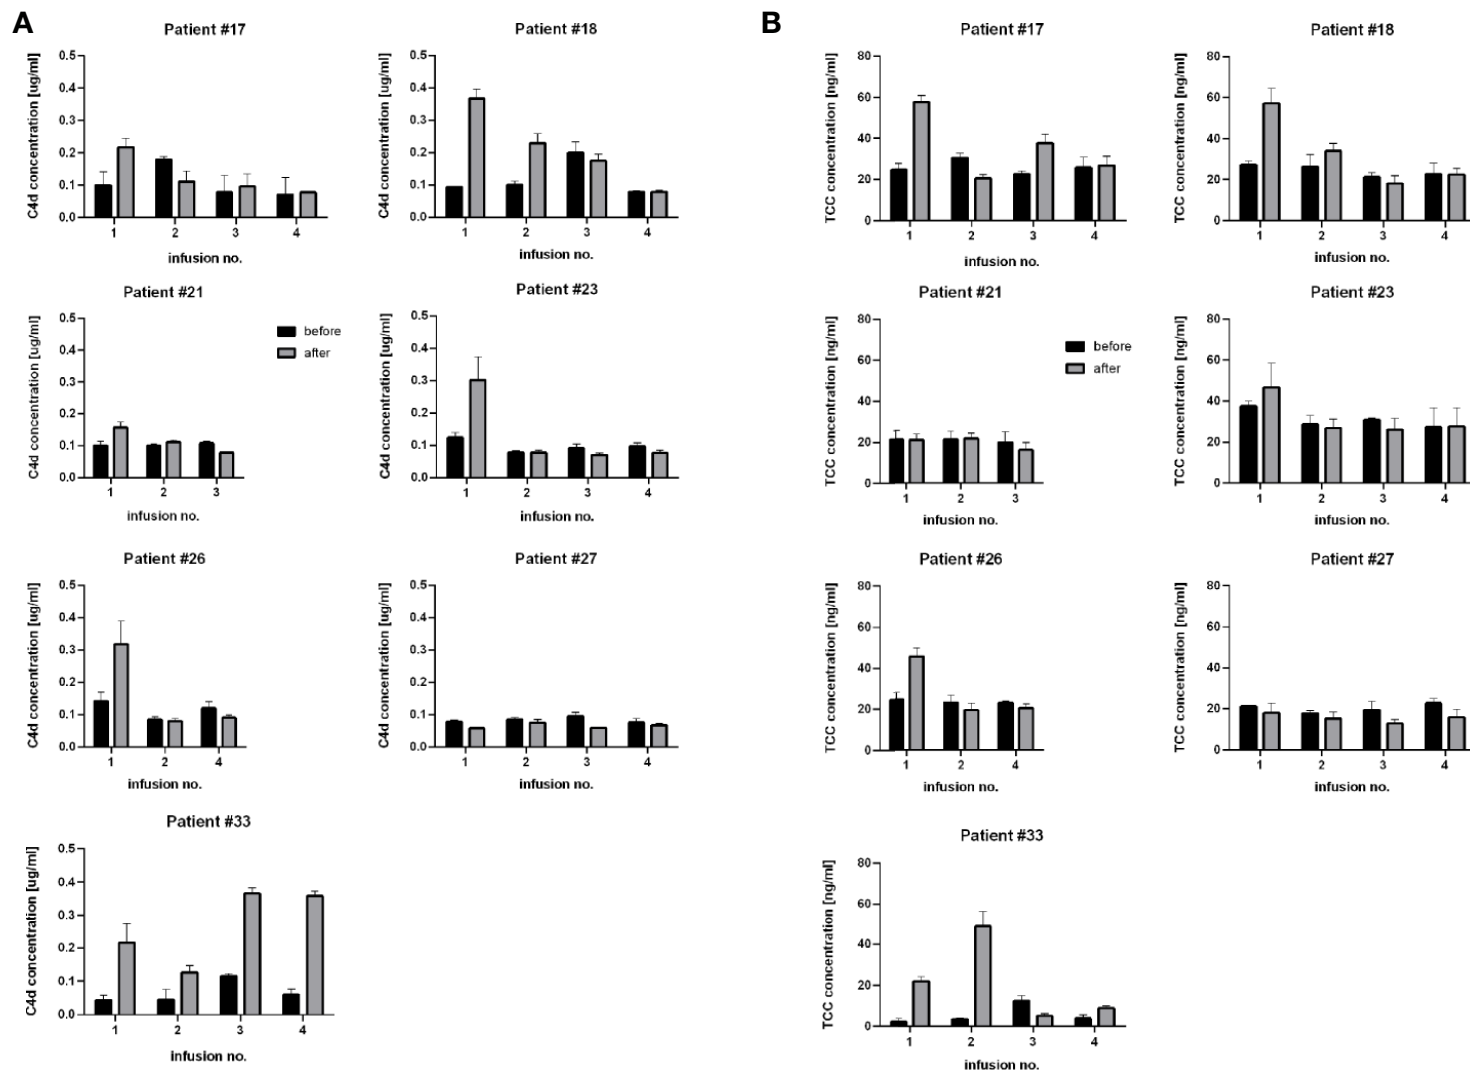 A
Patient #17
C4d concentration [ug/ml]
0.5
0.4
0.3
0.2
0.1
0.0
1 2 3 4
infusion no.
Patient #18
C4d concentration [ug/ml]
0.5
0.4
0.3
0.2
0.1
0.0
1 2 3 4
infusion no.
Patient #21
C4d concentration [ug/ml]
0.5
0.4
0.3
0.2
0.1
0.0
1 2 3
infusion no.
before
after
Patient #23
C4d concentration [ug/ml]
0.5
0.4
0.3
0.2
0.1
0.0
1 2 3 4
infusion no.
Patient #26
C4d concentration [ug/ml]
0.5
0.4
0.3
0.2
0.1
0.0
1 2 4
infusion no.
Patient #27
C4d concentration [ug/ml]
0.5
0.4
0.3
0.2
0.1
0.0
1 2 3 4
infusion no.
Patient #33
C4d concentration [ug/ml]
0.5
0.4
0.3
0.2
0.1
0.0
1 2 3 4
infusion no.
B
Patient #17
TCC concentration [ng/ml]
80
60
40
20
0
1 2 3 4
infusion no.
Patient #18
TCC concentration [ng/ml]
80
60
40
20
0
1 2 3 4
infusion no.
Patient #21
TCC concentration [ng/ml]
80
60
40
20
0
1 2 3
infusion no.
before
after
Patient #23
TCC concentration [ng/ml]
80
60
40
20
0
1 2 3 4
infusion no.
Patient #26
TCC concentration [ng/ml]
80
60
40
20
0
1 2 4
infusion no.
Patient #27
TCC concentration [ng/ml]
80
60
40
20
0
1 2 3 4
infusion no.
Patient #33
TCC concentration [ng/ml]
80
60
40
20
0
1 2 3 4
infusion no.